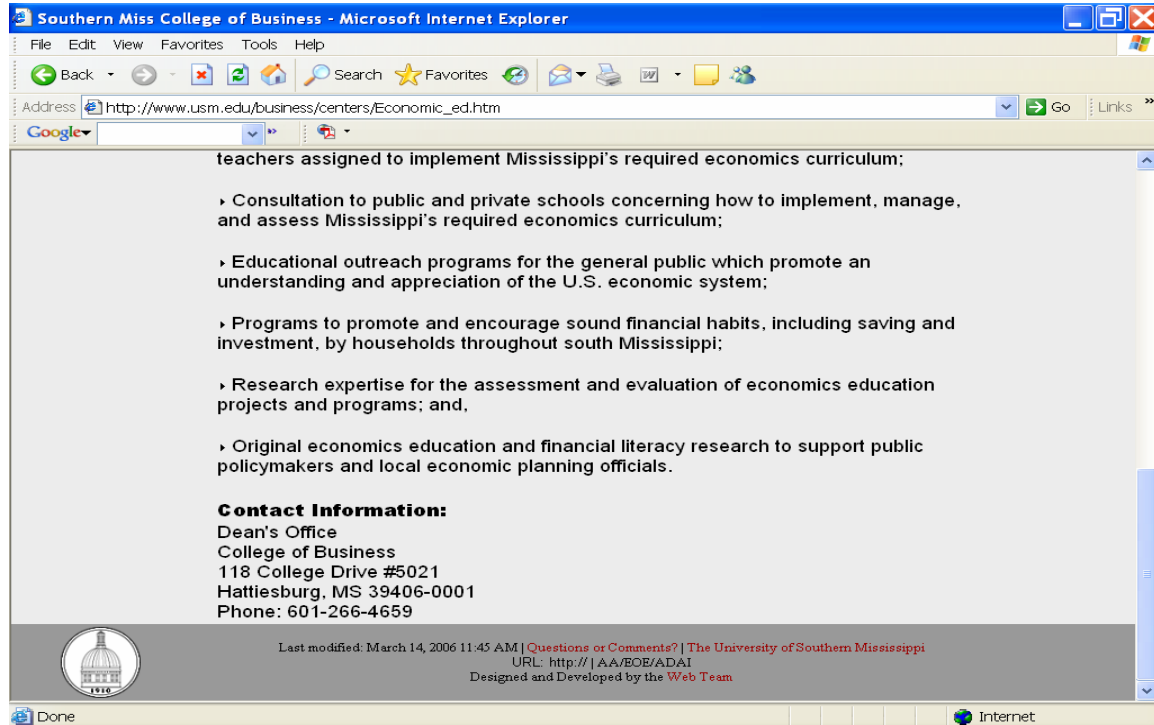 Southern Miss College of Business - Microsoft Internet Explorer
File Edit View Favorites Tools Help
Back Search Favorites
Address http://www.usm.edu/business/centers/Economic_ed.htm Go Links »
Google
teachers assigned to implement Mississippi's required economics curriculum;
Consultation to public and private schools concerning how to implement, manage,
and assess Mississippi's required economics curriculum;
Educational outreach programs for the general public which promote an
understanding and appreciation of the U.S. economic system;
Programs to promote and encourage sound financial habits, including saving and
investment, by households throughout south Mississippi;
Research expertise for the assessment and evaluation of economics education
projects and programs; and,
Original economics education and financial literacy research to support public
policymakers and local economic planning officials.
Contact Information:
Dean's Office
College of Business
118 College Drive #5021
Hattiesburg, MS 39406-0001
Phone: 601-266-4659
1910
Last modified: March 14, 2006 11:45 AM | Questions or Comments? | The University of Southern Mississippi
URL: http:// | AA/EOE/ADAI
Designed and Developed by the Web Team
Done Internet